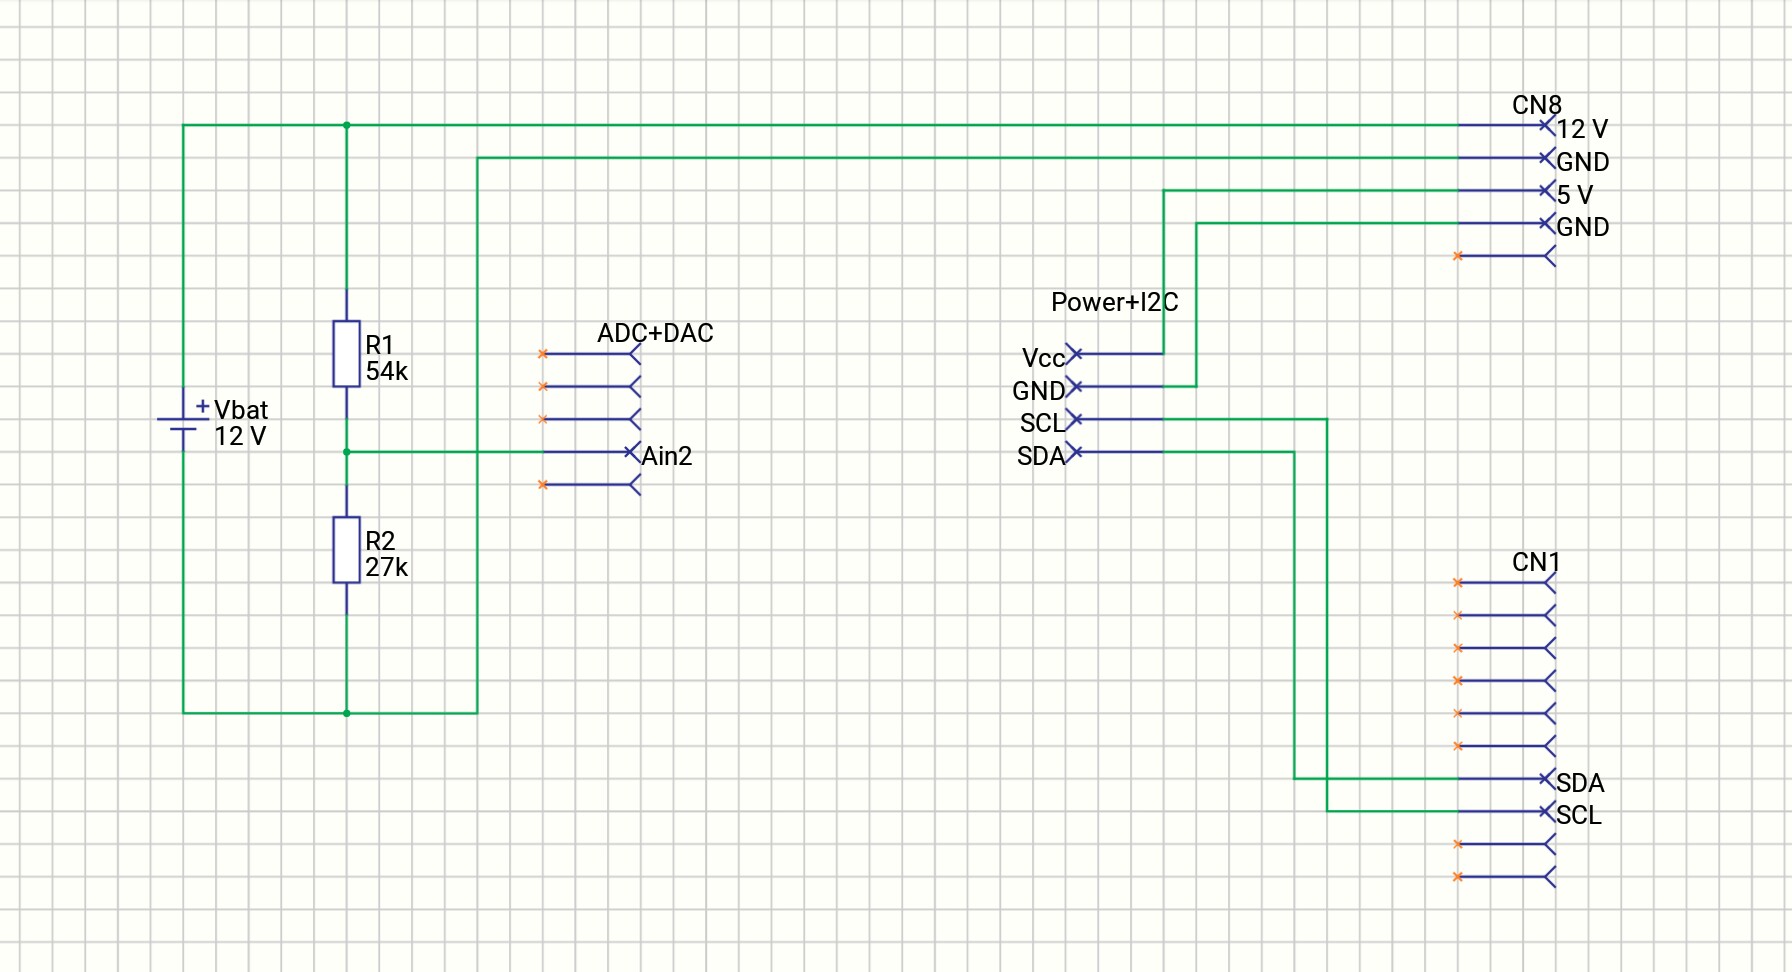 CN8
12 V
GND
5 V
GND
Power+I2C
ADC+DAC
R1
54k
Vcc
GND
SCL
SDA
Vbat
12 V
Ain2
R2
27k
CN1
SDA
SCL